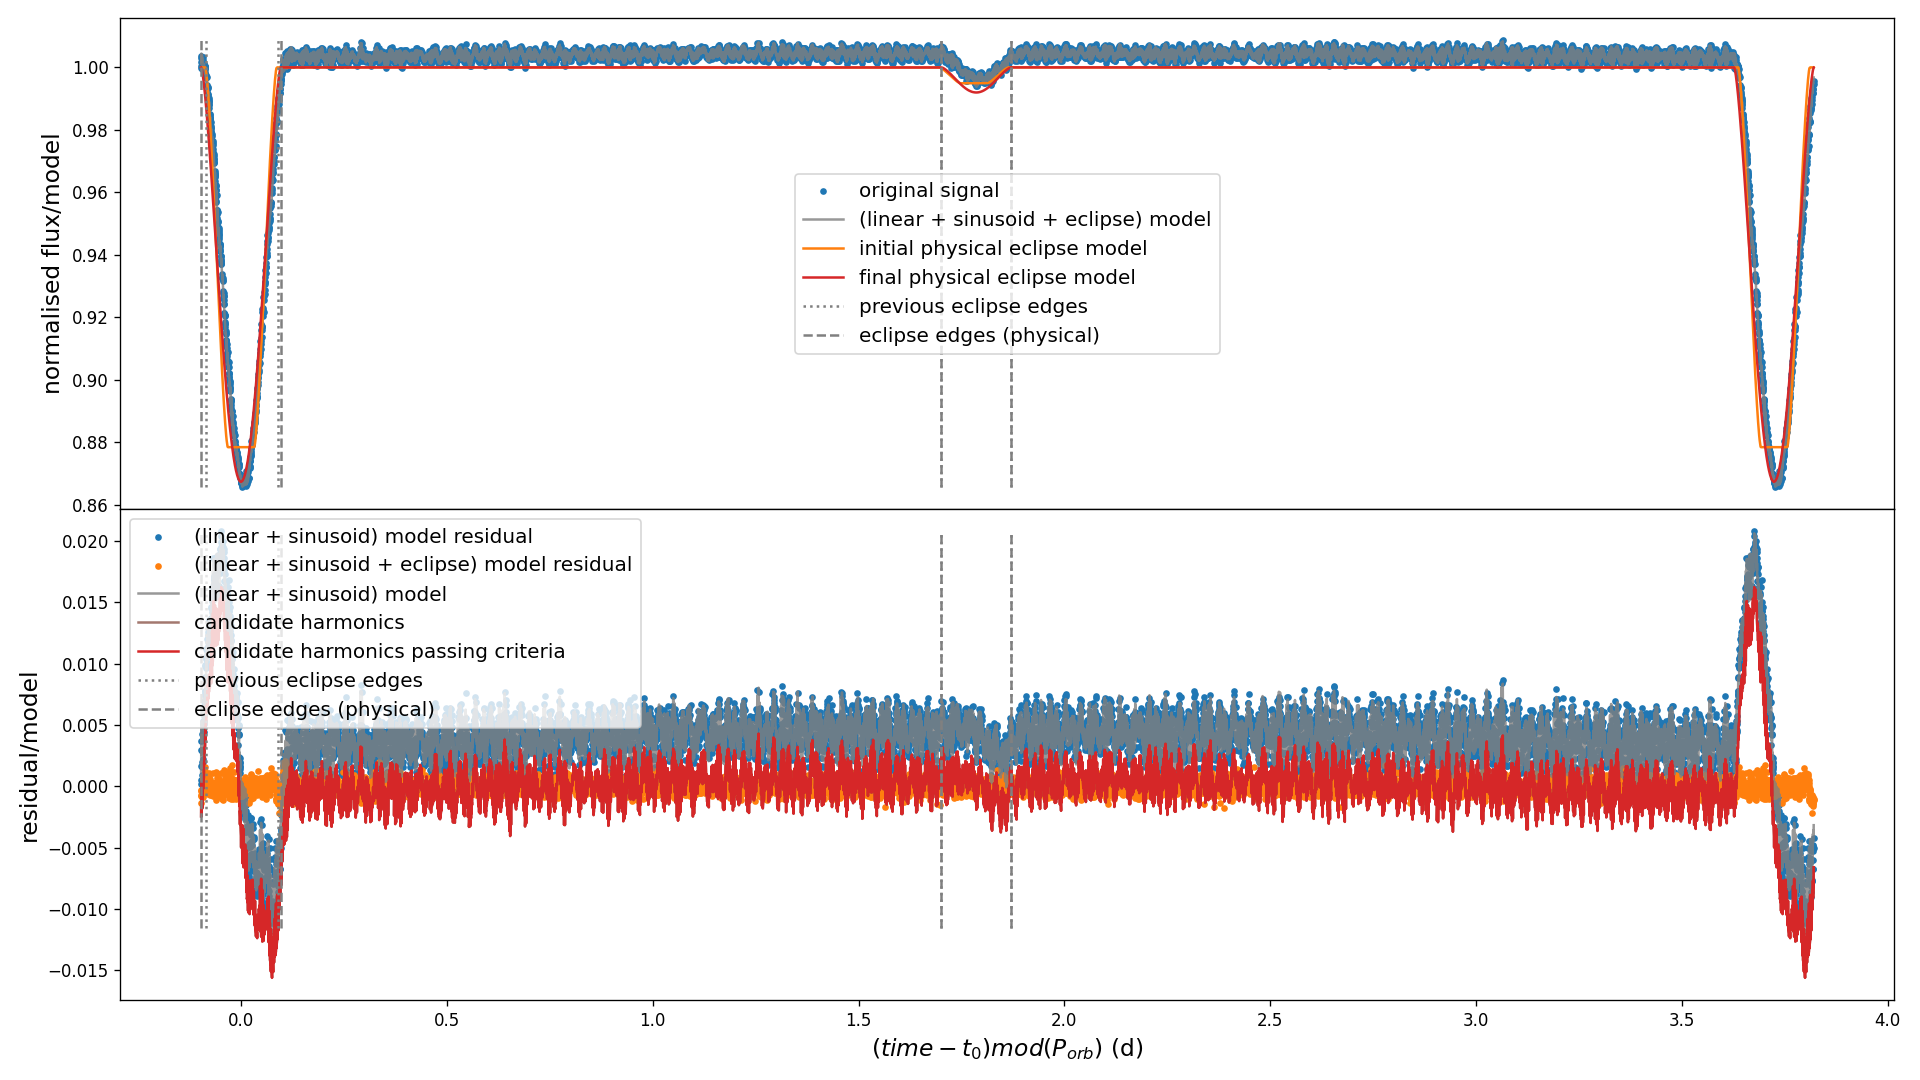 normalised flux/model
1.00
0.98
0.96
0.94
0.92
0.90
0.88
0.86
original signal
(linear + sinusoid + eclipse) model
initial physical eclipse model
final physical eclipse model
previous eclipse edges
eclipse edges (physical)
residual/model
0.020
0.015
0.010
0.005
0.000
−0.005
−0.010
−0.015
(linear + sinusoid) model residual
(linear + sinusoid + eclipse) model residual
(linear + sinusoid) model
candidate harmonics
candidate harmonics passing criteria
previous eclipse edges
eclipse edges (physical)
0.0 0.5 1.0 1.5 2.0 2.5 3.0 3.5 4.0
(time − t₀)mod(P_orb) (d)